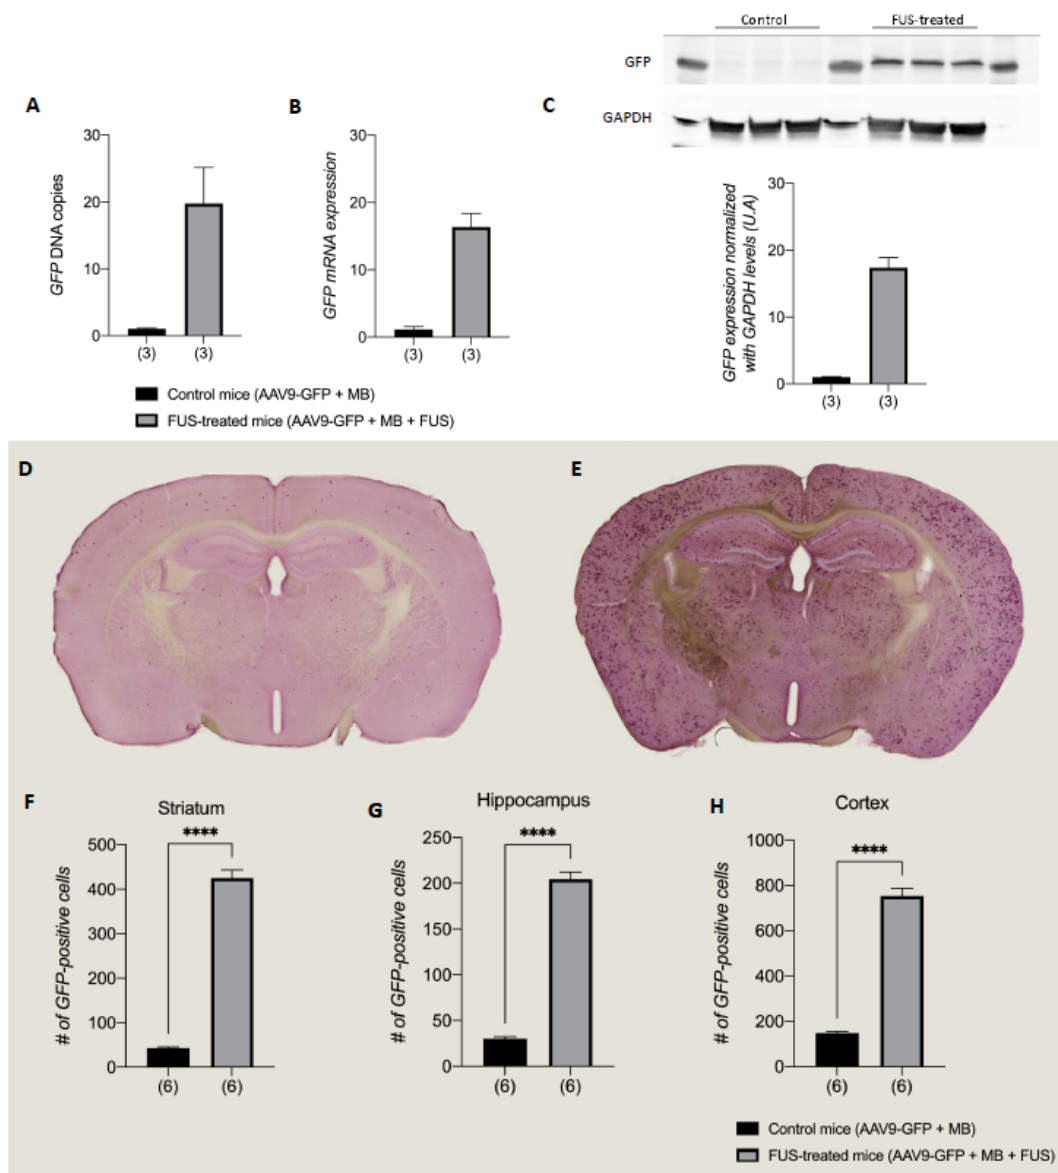 Control FUS-treated
GFP
GAPDH
A
30
20
10
0
GFP DNA copies
(3) (3)
B
30
20
10
0
GFP mRNA expression
(3) (3)
C
30
20
10
0
GFP expression normalized
with GAPDH levels (U.A)
(3) (3)
Control mice (AAV9-GFP + MB)
FUS-treated mice (AAV9-GFP + MB + FUS)
D
E
F
Striatum
****
500
400
300
200
100
0
# of GFP-positive cells
(6) (6)
G
Hippocampus
****
250
200
150
100
50
0
# of GFP-positive cells
(6) (6)
H
Cortex
****
1000
800
600
400
200
0
# of GFP-positive cells
(6) (6)
Control mice (AAV9-GFP + MB)
FUS-treated mice (AAV9-GFP + MB + FUS)